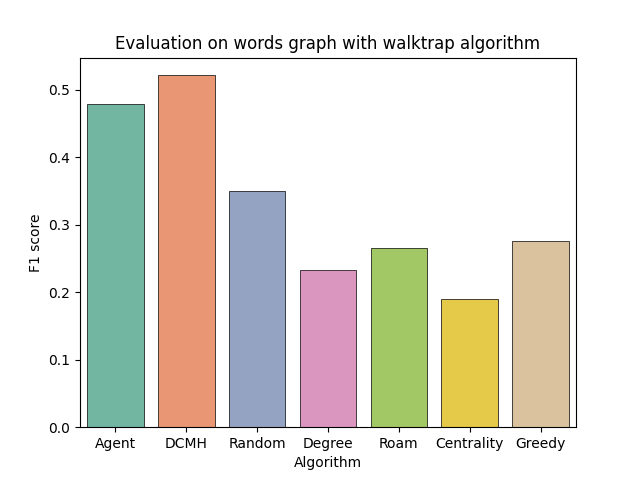 Evaluation on words graph with walktrap algorithm
F1 score
0.5
0.4
0.3
0.2
0.1
0.0
Agent DCMH Random Degree Roam Centrality Greedy
Algorithm